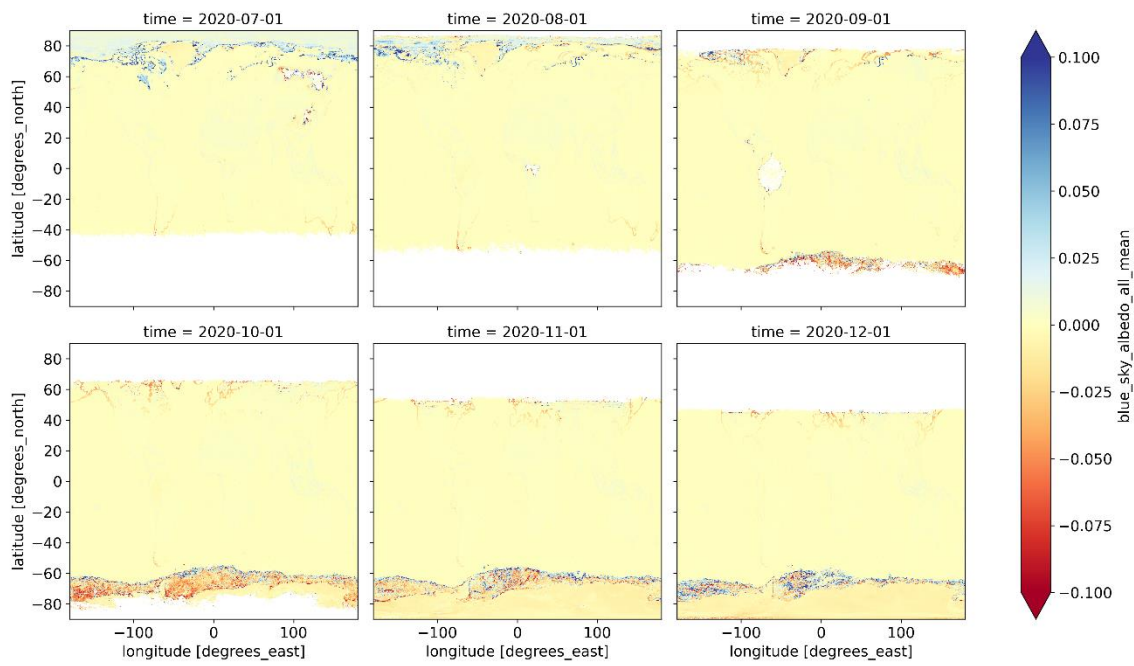 time = 2020-07-01
time = 2020-08-01
time = 2020-09-01
latitude [degrees_north]
80
60
40
20
0
−20
−40
−60
−80
time = 2020-10-01
time = 2020-11-01
time = 2020-12-01
latitude [degrees_north]
80
60
40
20
0
−20
−40
−60
−80
−100 0 100
−100 0 100
−100 0 100
longitude [degrees_east]
longitude [degrees_east]
longitude [degrees_east]
0.100
0.075
0.050
0.025
0.000
−0.025
−0.050
−0.075
−0.100
blue_sky_albedo_all_mean